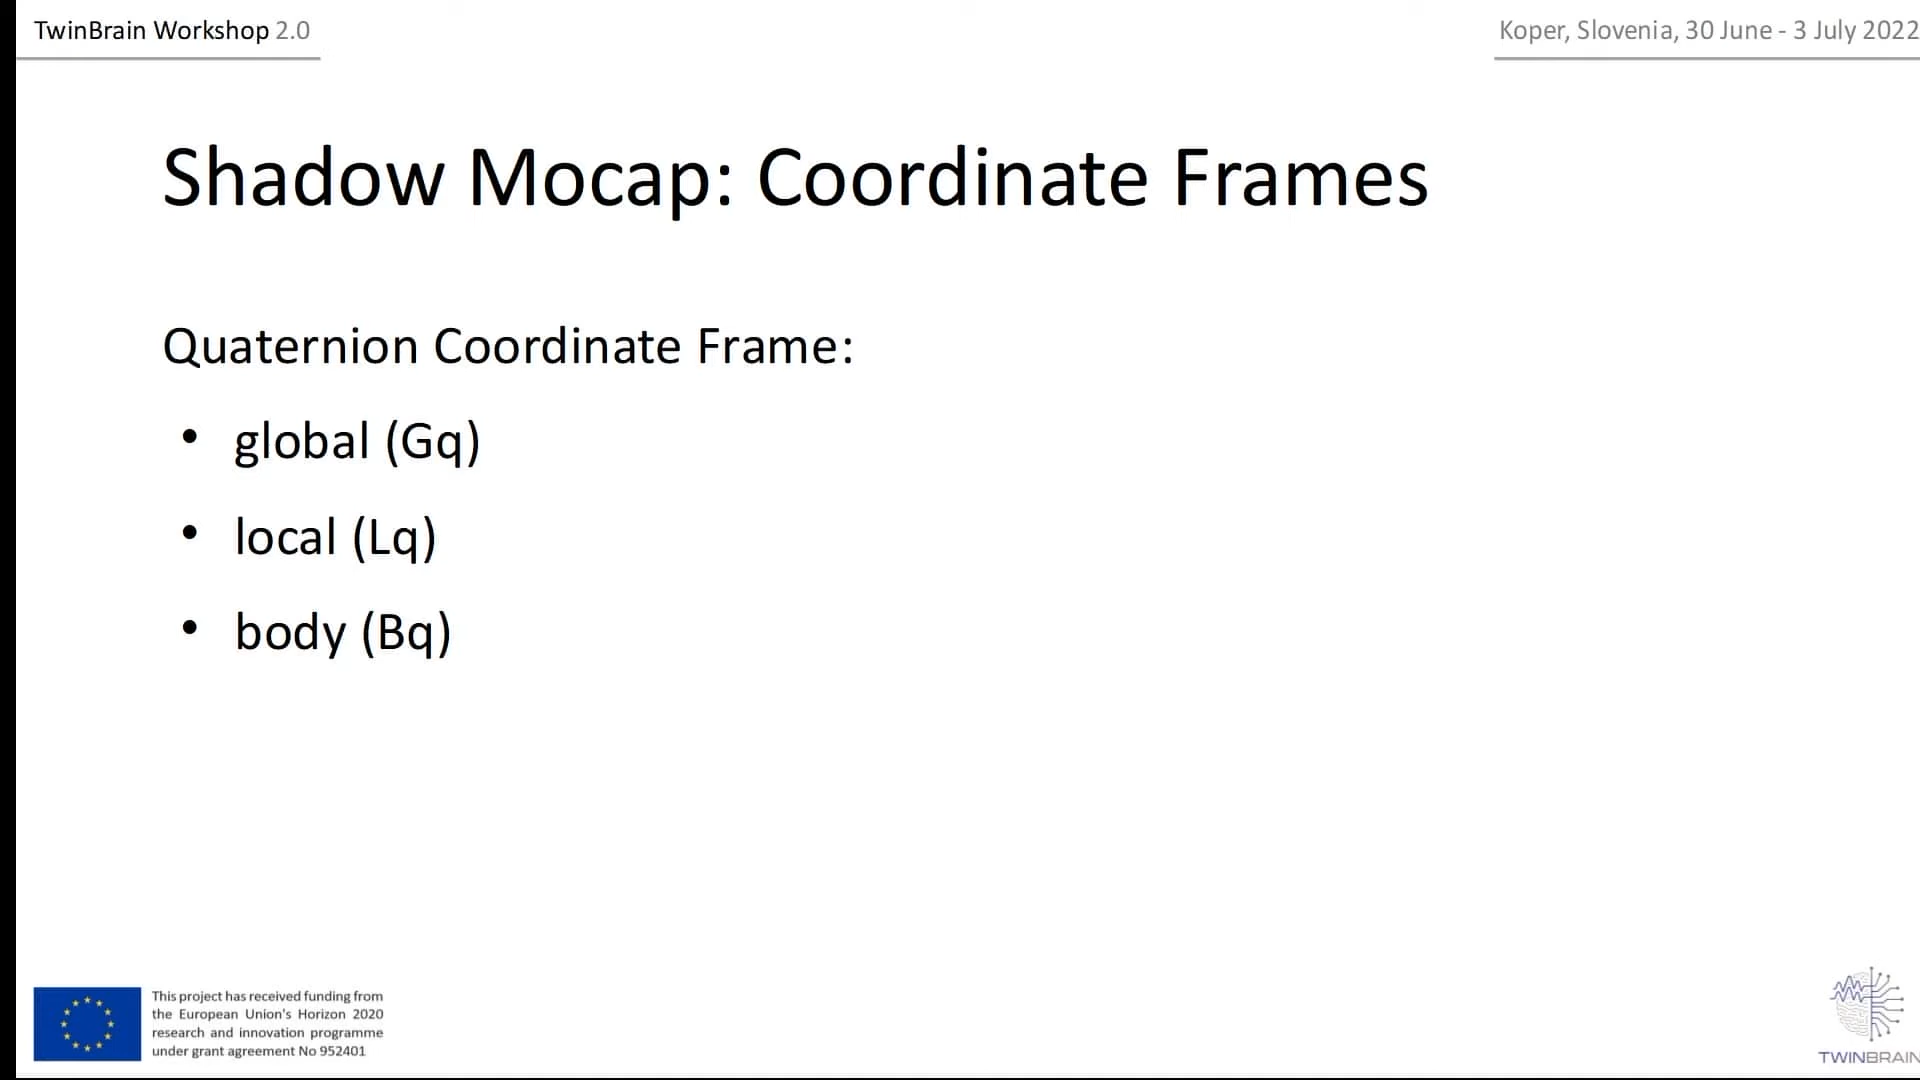 TwinBrain Workshop 2.0
Koper, Slovenia, 30 June - 3 July 2022
Shadow Mocap: Coordinate Frames
Quaternion Coordinate Frame:
• global (Gq)
• local (Lq)
• body (Bq)
This project has received funding from
the European Union's Horizon 2020
research and innovation programme
under grant agreement No 952401
TWINBRAIN